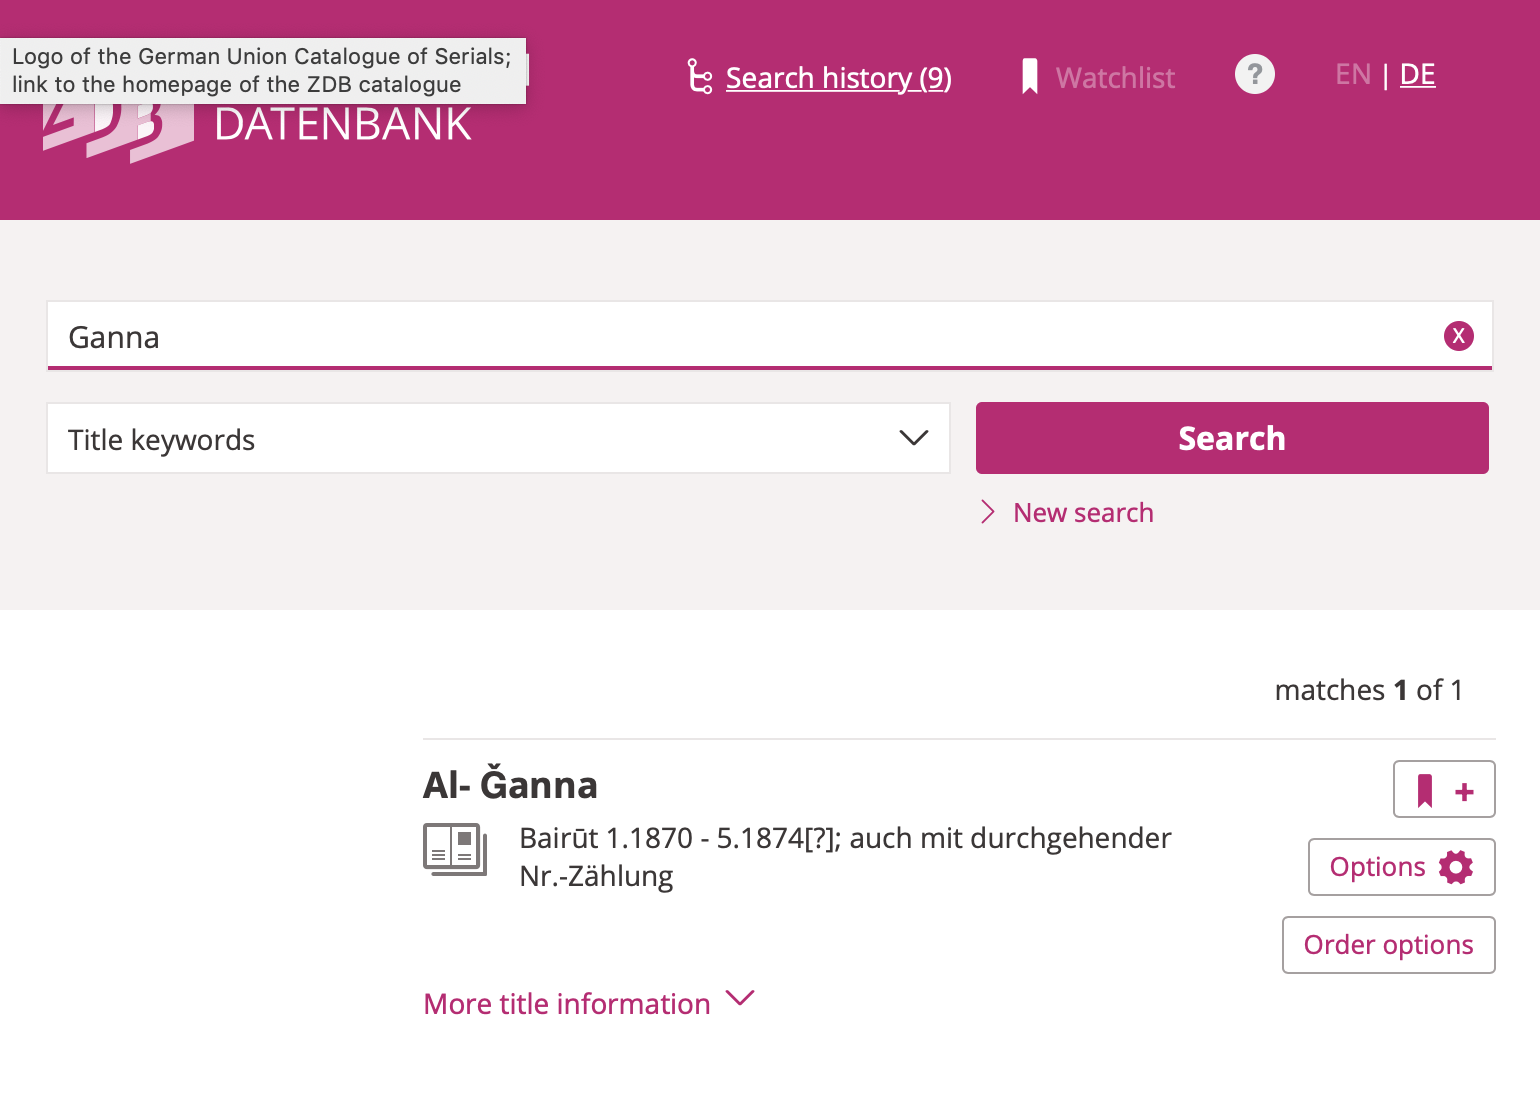 Logo of the German Union Catalogue of Serials;
link to the homepage of the ZDB catalogue
ZDB
DATENBANK
Search history (9)
Watchlist
?
EN | DE
Ganna
X
Title keywords
Search
New search
matches 1 of 1
Al- Ǧanna
Bairūt 1.1870 - 5.1874[?]; auch mit durchgehender
Nr.-Zählung
+
Options
Order options
More title information